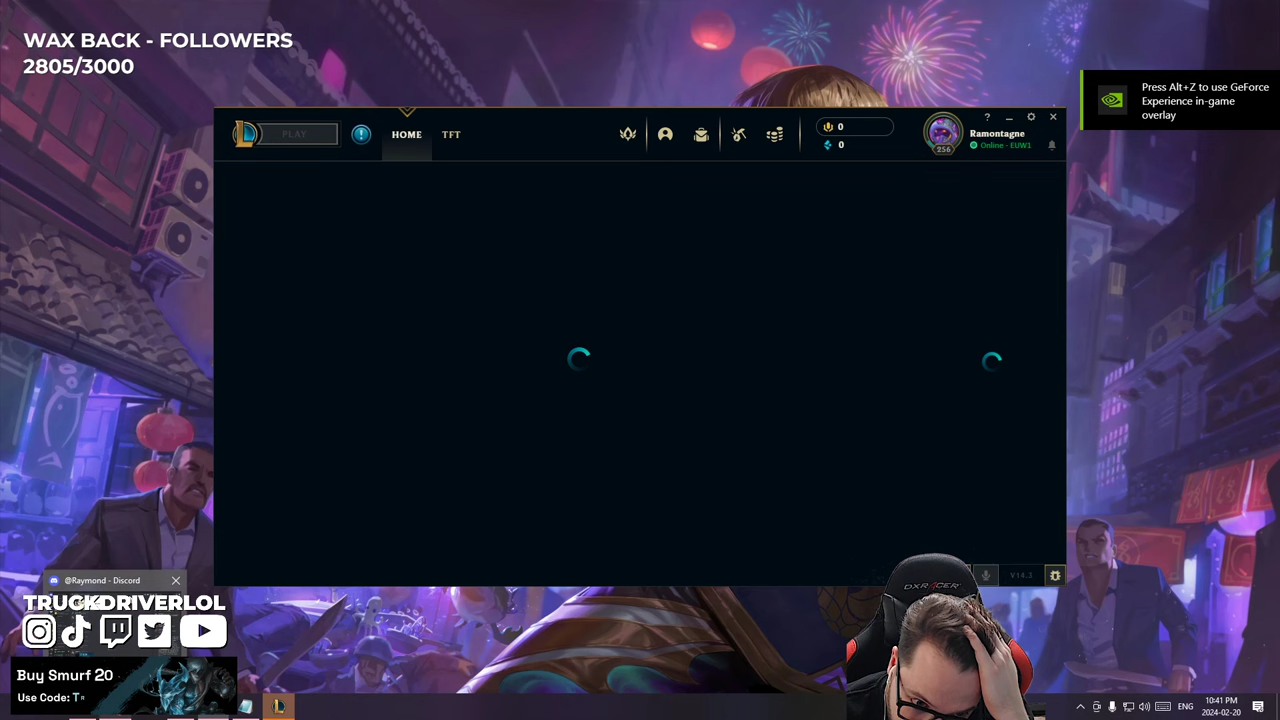 WAX BACK - FOLLOWERS
2805/3000
Press Alt+Z to use GeForce
Experience in-game
overlay
PLAY
HOME
TFT
0
0
256
?
Ramontagne
Online - EUW1
V14.3
@Raymond - Discord
TRUCKDRIVERLOL
Buy Smurf 20
Use Code: T
DXRACER
ENG
10:41 PM
2024-02-20